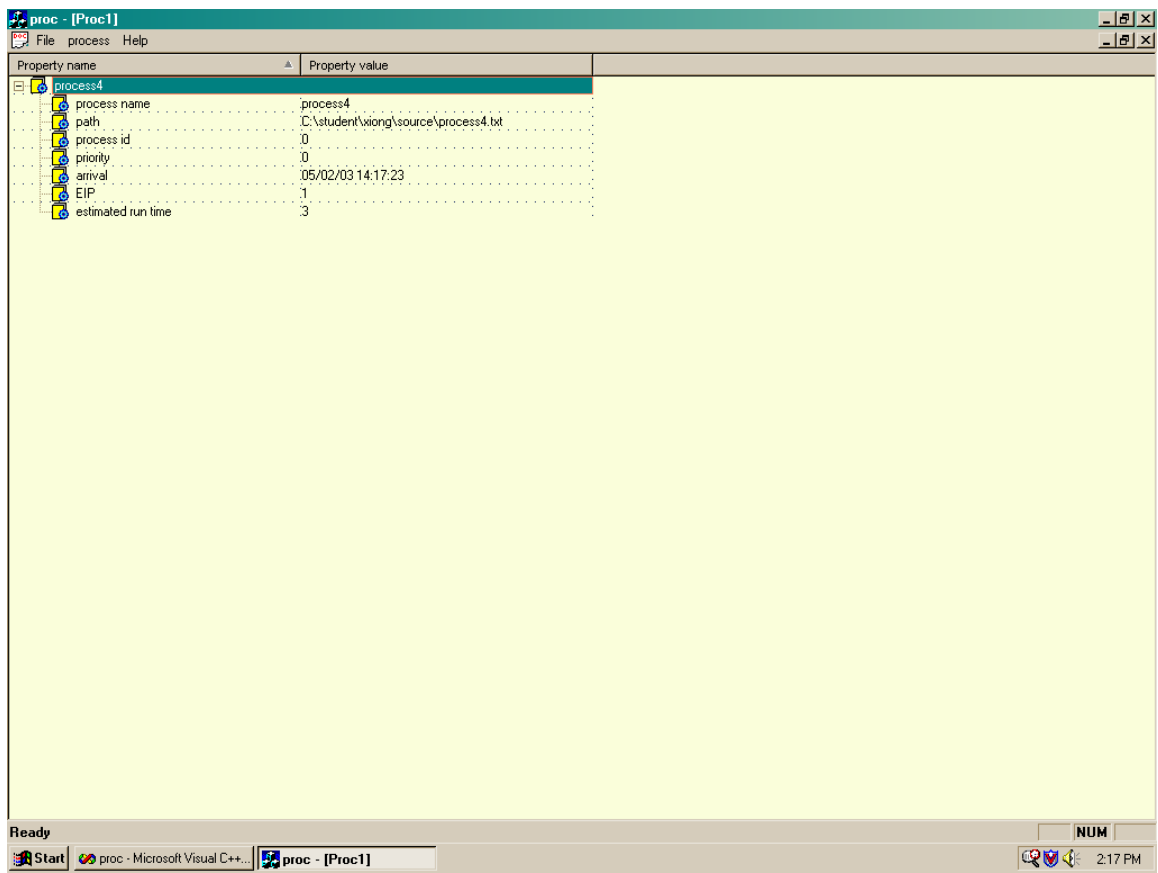 proc - [Proc1]
File process Help
Property name Property value
process4
process name process4
path C:\student\xiong\source\process4.txt
process id 0
priority 0
arrival 05/02/03 14:17:23
EIP 1
estimated run time 3
Ready NUM
Start proc - Microsoft Visual C++... proc - [Proc1] 2:17 PM